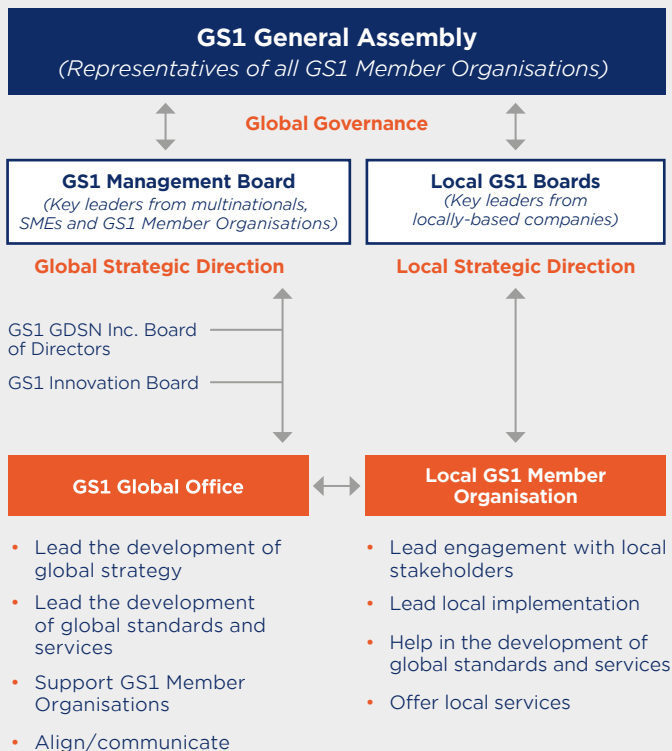 GS1 General Assembly
(Representatives of all GS1 Member Organisations)
Global Governance
GS1 Management Board
(Key leaders from multinationals,
SMEs and GS1 Member Organisations)
Local GS1 Boards
(Key leaders from
locally-based companies)
Global Strategic Direction
Local Strategic Direction
GS1 GDSN Inc. Board
of Directors
GS1 Innovation Board
GS1 Global Office
Local GS1 Member
Organisation
• Lead the development of
global strategy
• Lead the development
of global standards and
services
• Support GS1 Member
Organisations
• Align/communicate
• Lead engagement with local
stakeholders
• Lead local implementation
• Help in the development of
global standards and services
• Offer local services